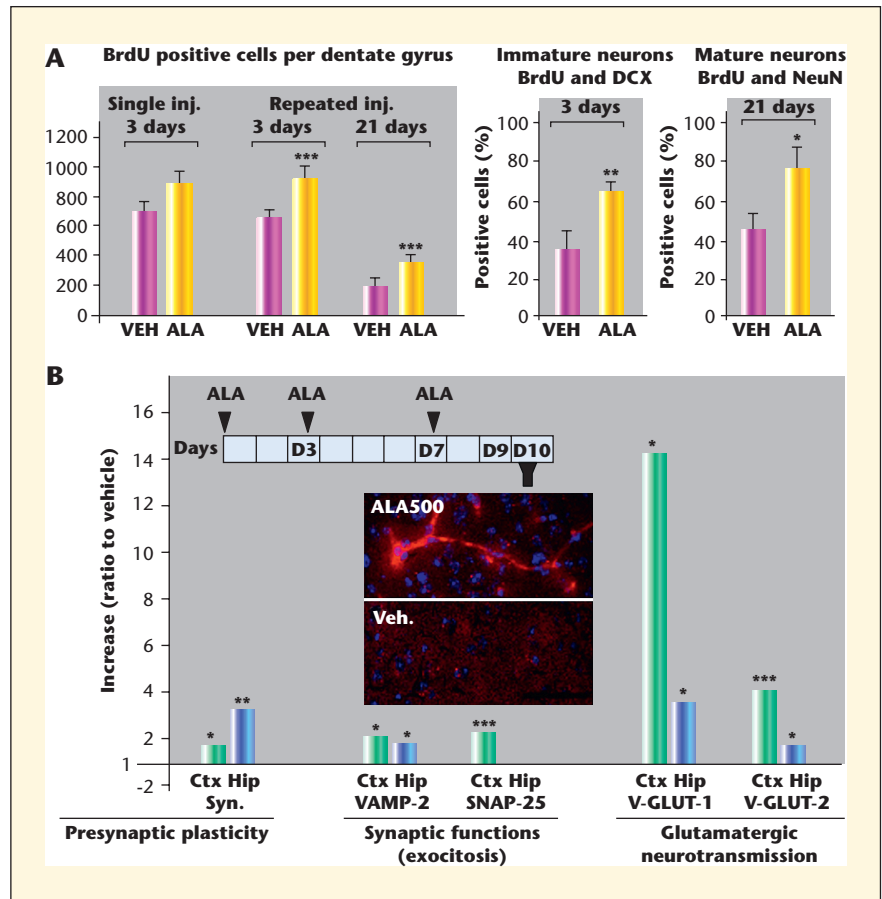 A
BrdU positive cells per dentate gyrus
Single inj.
3 days
Repeated inj.
3 days
21 days
1200
1000
800
600
400
200
0
***
***
VEH ALA
VEH ALA
VEH ALA
Immature neurons
BrdU and DCX
3 days
Positive cells (%)
100
80
60
40
20
0
**
VEH ALA
Mature neurons
BrdU and NeuN
21 days
Positive cells (%)
100
80
60
40
20
0
*
VEH ALA
B
Increase (ratio to vehicle)
16
14
12
10
8
6
4
2
1
-2
ALA ALA ALA
Days D3 D7 D9 D10
ALA500
Veh.
* **
* *
***
* *
*** *
Ctx Hip
Syn.
Ctx Hip
VAMP-2
Ctx Hip
SNAP-25
Ctx Hip
V-GLUT-1
Ctx Hip
V-GLUT-2
Presynaptic plasticity
Synaptic functions
(exocitosis)
Glutamatergic
neurotransmission